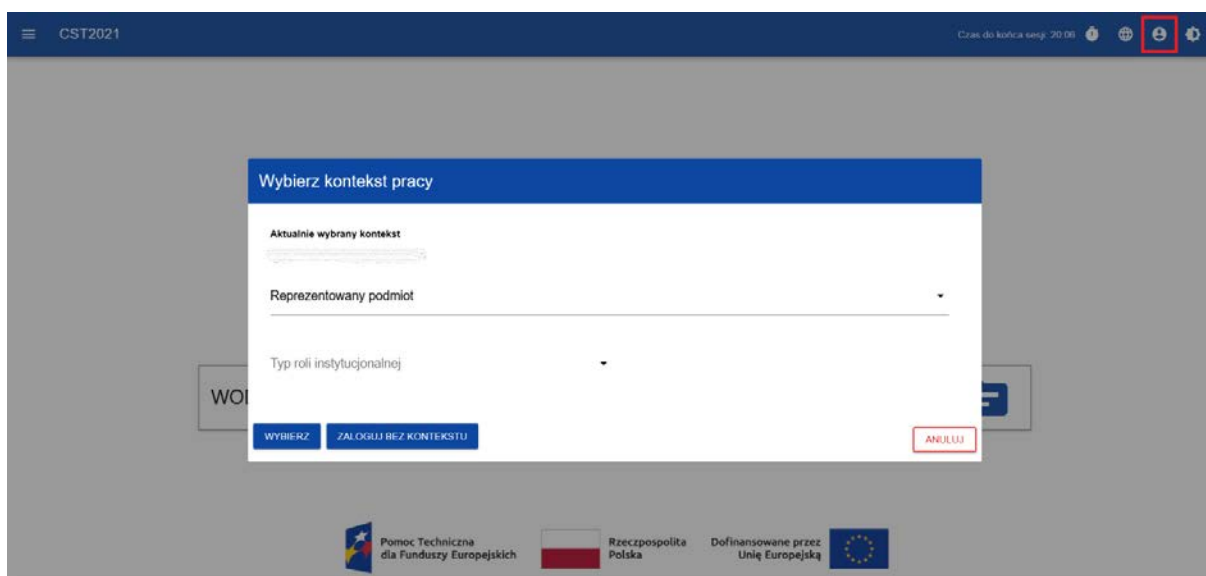 CST2021
Czas do końca sesji: 20:06
Wybierz kontekst pracy
Aktualnie wybrany kontekst
Reprezentowany podmiot
Typ roli instytucjonalnej
WYBIERZ
ZALOGUJ BEZ KONTEKSTU
ANULUJ
Pomoc Techniczna
dla Funduszy Europejskich
Rzeczpospolita
Polska
Dofinansowane przez
Unię Europejską